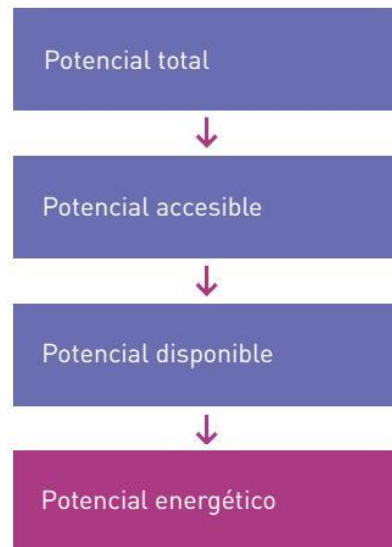 Potencial total
Potencial accesible
Potencial disponible
Potencial energético